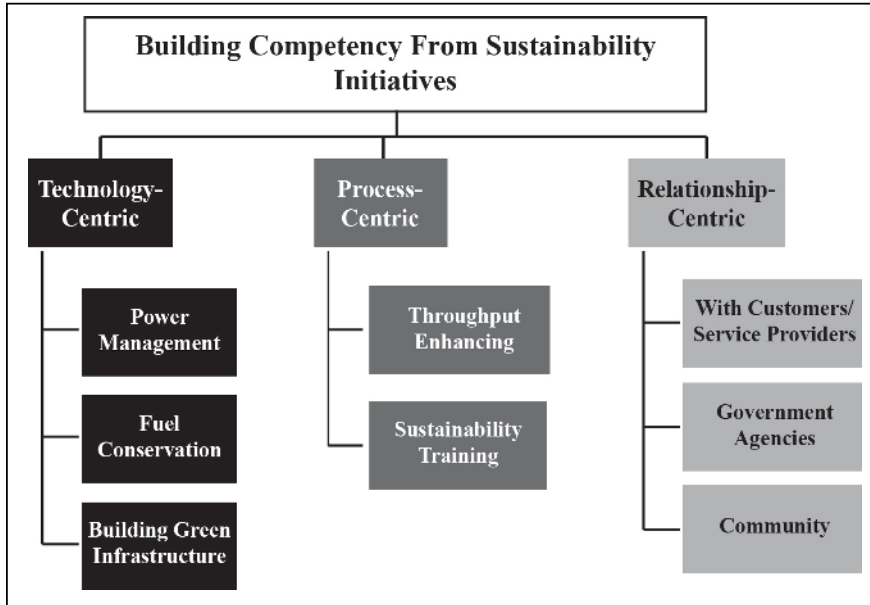 Building Competency From Sustainability
Initiatives
Technology-
Centric
Power
Management
Fuel
Conservation
Building Green
Infrastructure
Process-
Centric
Throughput
Enhancing
Sustainability
Training
Relationship-
Centric
With Customers/
Service Providers
Government
Agencies
Community